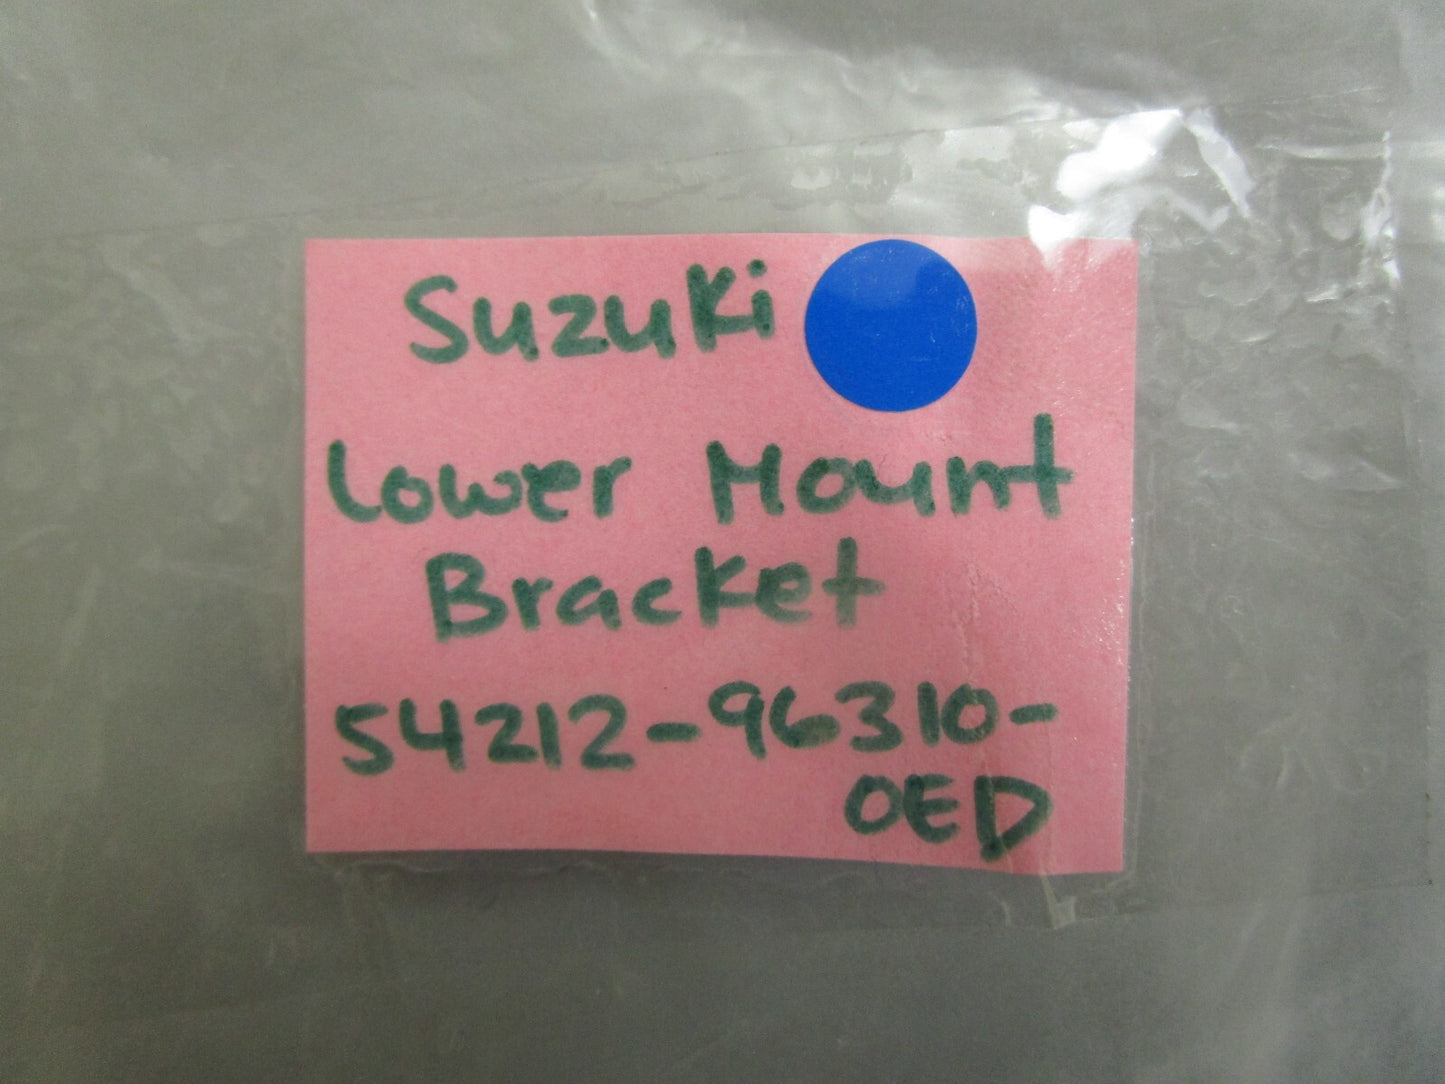 Suzuki
Lower Mount
Bracket
54212-96310-
0ED